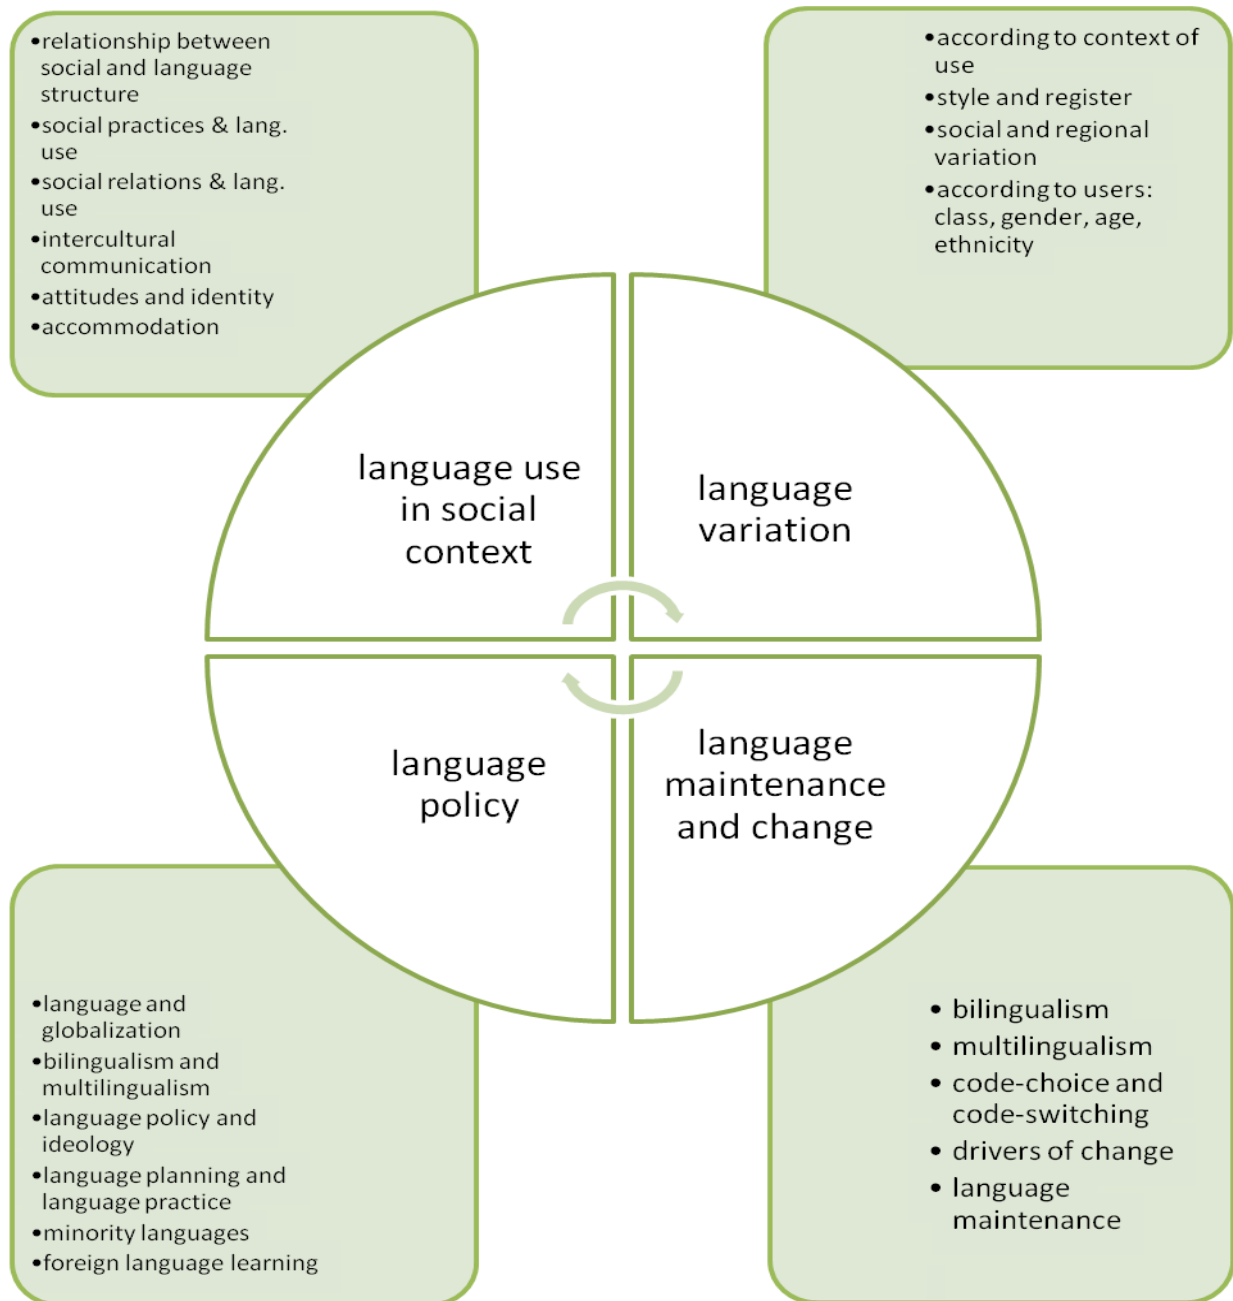 •relationship between
social and language
structure
•social practices & lang.
use
•social relations & lang.
use
•intercultural
communication
•attitudes and identity
•accommodation
•according to context of
use
•style and register
•social and regional
variation
•according to users:
class, gender, age,
ethnicity
language use
in social
context
language
variation
language
policy
language
maintenance
and change
•language and
globalization
•bilingualism and
multilingualism
•language policy and
ideology
•language planning and
language practice
•minority languages
•foreign language learning
• bilingualism
• multilingualism
• code-choice and
code-switching
• drivers of change
• language
maintenance